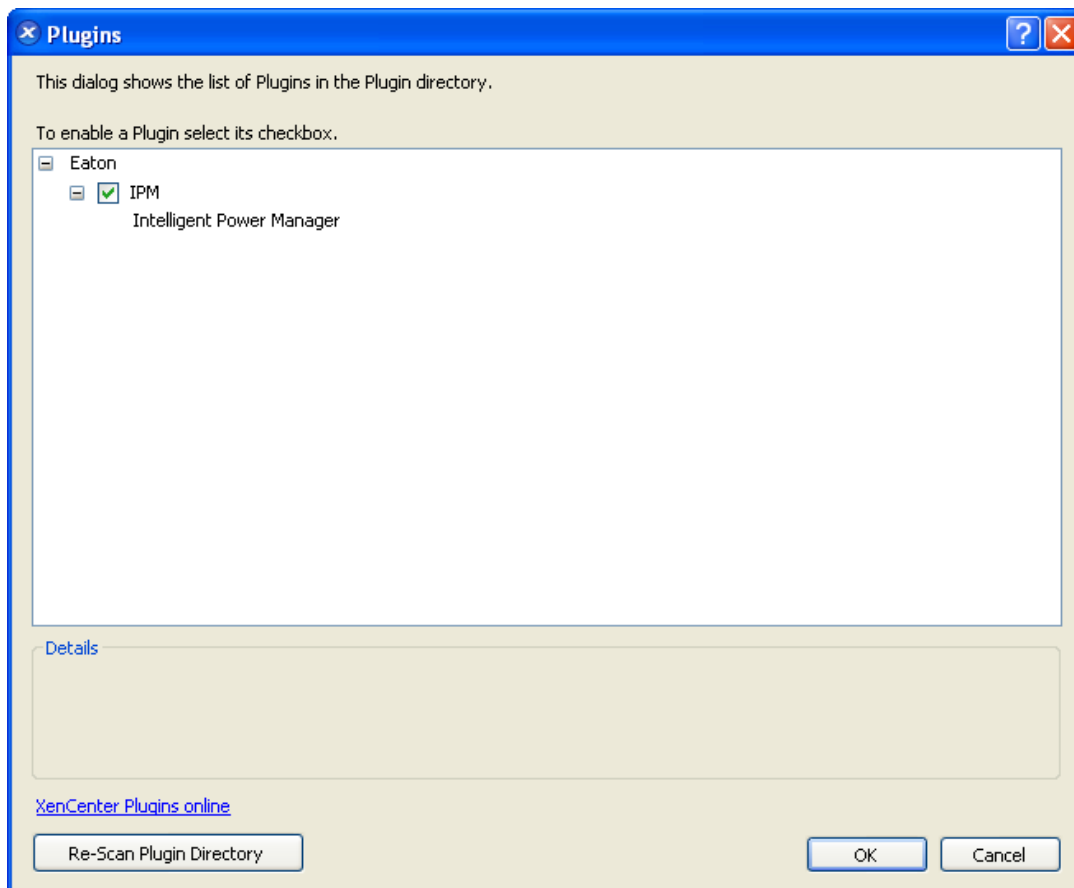 Plugins
This dialog shows the list of Plugins in the Plugin directory.
To enable a Plugin select its checkbox.
Eaton
IPM
Intelligent Power Manager
Details
XenCenter Plugins online
Re-Scan Plugin Directory
OK
Cancel